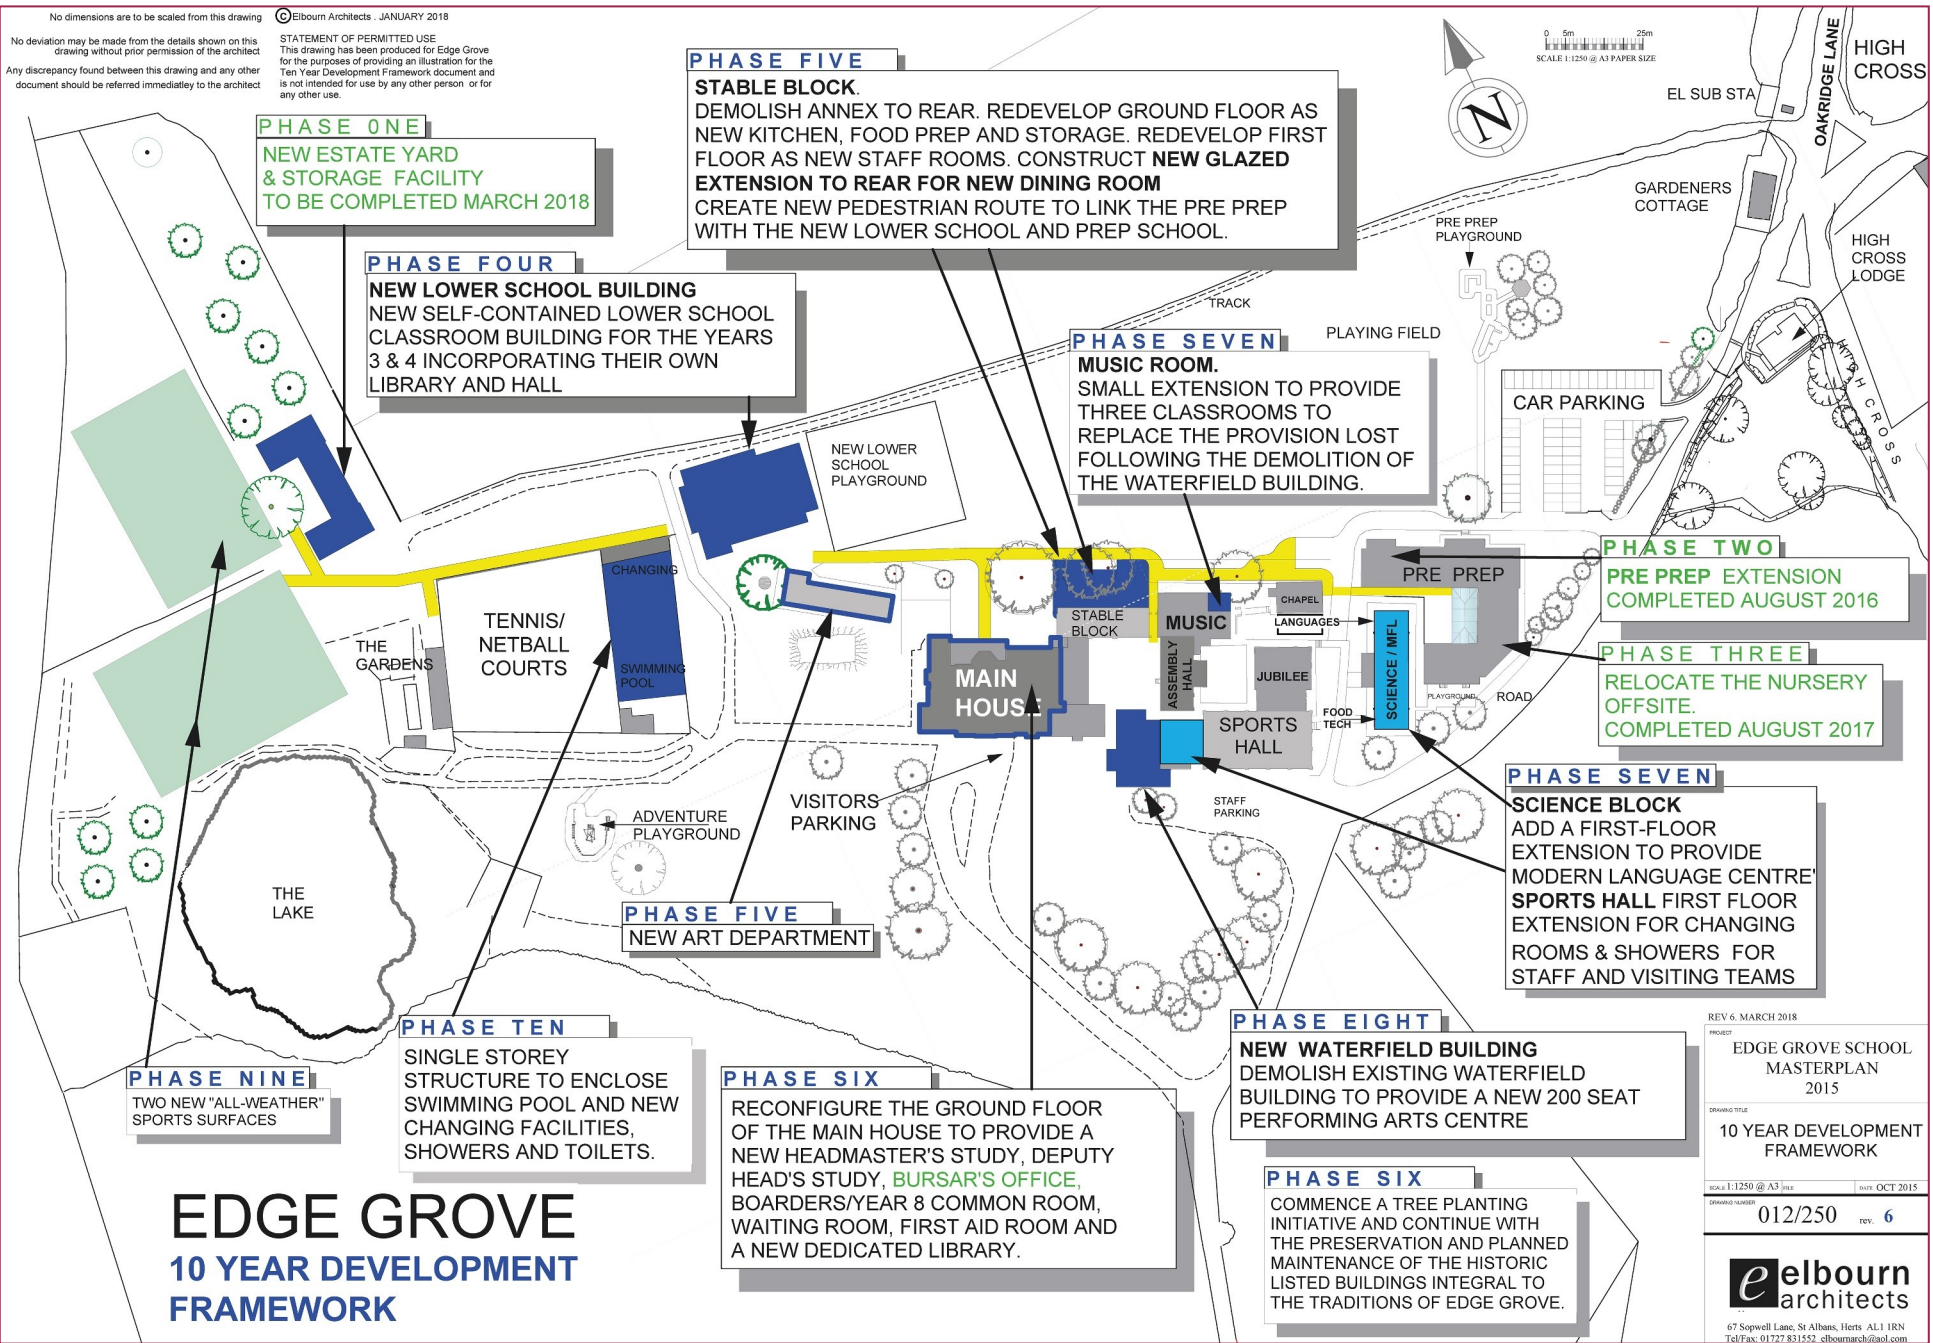 No dimensions are to be scaled from this drawing
No deviation may be made from the details shown on this
drawing without prior permission of the architect
Any discrepancy found between this drawing and any other
document should be referred immediatley to the architect
C Elbourn Architects . JANUARY 2018
STATEMENT OF PERMITTED USE
This drawing has been produced for Edge Grove
for the purposes of providing an illustration for the
Ten Year Development Framework document and
is not intended for use by any other person or for
any other use.
PHASE 0NE
NEW ESTATE YARD
& STORAGE FACILITY
TO BE COMPLETED MARCH 2018
PHASE FOUR
NEW LOWER SCHOOL BUILDING
NEW SELF-CONTAINED LOWER SCHOOL
CLASSROOM BUILDING FOR THE YEARS
3 & 4 INCORPORATING THEIR OWN
LIBRARY AND HALL
PHASE FIVE
STABLE BLOCK.
DEMOLISH ANNEX TO REAR. REDEVELOP GROUND FLOOR AS
NEW KITCHEN, FOOD PREP AND STORAGE. REDEVELOP FIRST
FLOOR AS NEW STAFF ROOMS. CONSTRUCT NEW GLAZED
EXTENSION TO REAR FOR NEW DINING ROOM
CREATE NEW PEDESTRIAN ROUTE TO LINK THE PRE PREP
WITH THE NEW LOWER SCHOOL AND PREP SCHOOL.
N
0 5m 25m
SCALE 1:1250 @ A3 PAPER SIZE
EL SUB STA
OAKRIDGE LANE
HIGH
CROSS
GARDENERS
COTTAGE
HIGH
CROSS
LODGE
PRE PREP
PLAYGROUND
TRACK
PLAYING FIELD
CAR PARKING
HIGH CROSS
PHASE SEVEN
MUSIC ROOM.
SMALL EXTENSION TO PROVIDE
THREE CLASSROOMS TO
REPLACE THE PROVISION LOST
FOLLOWING THE DEMOLITION OF
THE WATERFIELD BUILDING.
NEW LOWER
SCHOOL
PLAYGROUND
CHANGING
TENNIS/
NETBALL
COURTS
THE
GARDENS
SWIMMING
POOL
STABLE
BLOCK
MUSIC
CHAPEL
LANGUAGES
PRE PREP
MAIN
HOUSE
ASSEMBLY
HALL
JUBILEE
SCIENCE / MFL
PLAYGROUND
ROAD
FOOD
TECH
SPORTS
HALL
PHASE TWO
PRE PREP EXTENSION
COMPLETED AUGUST 2016
PHASE THREE
RELOCATE THE NURSERY
OFFSITE.
COMPLETED AUGUST 2017
PHASE SEVEN
SCIENCE BLOCK
ADD A FIRST-FLOOR
EXTENSION TO PROVIDE
MODERN LANGUAGE CENTRE'
SPORTS HALL FIRST FLOOR
EXTENSION FOR CHANGING
ROOMS & SHOWERS FOR
STAFF AND VISITING TEAMS
VISITORS
PARKING
STAFF
PARKING
ADVENTURE
PLAYGROUND
THE
LAKE
PHASE FIVE
NEW ART DEPARTMENT
PHASE NINE
TWO NEW "ALL-WEATHER"
SPORTS SURFACES
PHASE TEN
SINGLE STOREY
STRUCTURE TO ENCLOSE
SWIMMING POOL AND NEW
CHANGING FACILITIES,
SHOWERS AND TOILETS.
PHASE SIX
RECONFIGURE THE GROUND FLOOR
OF THE MAIN HOUSE TO PROVIDE A
NEW HEADMASTER'S STUDY, DEPUTY
HEAD'S STUDY, BURSAR'S OFFICE,
BOARDERS/YEAR 8 COMMON ROOM,
WAITING ROOM, FIRST AID ROOM AND
A NEW DEDICATED LIBRARY.
PHASE EIGHT
NEW WATERFIELD BUILDING
DEMOLISH EXISTING WATERFIELD
BUILDING TO PROVIDE A NEW 200 SEAT
PERFORMING ARTS CENTRE
PHASE SIX
COMMENCE A TREE PLANTING
INITIATIVE AND CONTINUE WITH
THE PRESERVATION AND PLANNED
MAINTENANCE OF THE HISTORIC
LISTED BUILDINGS INTEGRAL TO
THE TRADITIONS OF EDGE GROVE.
EDGE GROVE
10 YEAR DEVELOPMENT
FRAMEWORK
REV 6. MARCH 2018
PROJECT
EDGE GROVE SCHOOL
MASTERPLAN
2015
DRAWING TITLE
10 YEAR DEVELOPMENT
FRAMEWORK
SCALE 1:1250 @ A3 FILE DATE OCT 2015
DRAWING NUMBER
012/250 rev. 6
e elbourn
architects
67 Sopwell Lane, St Albans, Herts AL1 1RN
Tel/Fax: 01727 831552 elbournarch@aol.com